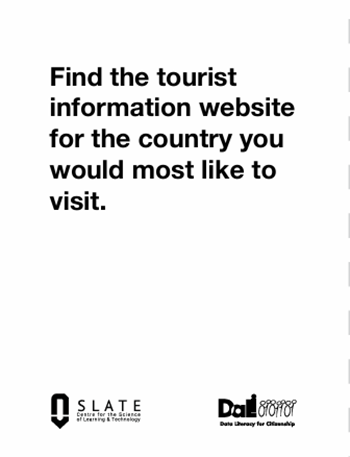 Find the tourist
information website
for the country you
would most like to
visit.
SLATE
Centre for the Science
of Learning & Technology
DaLi
Data Literacy for Citizenship